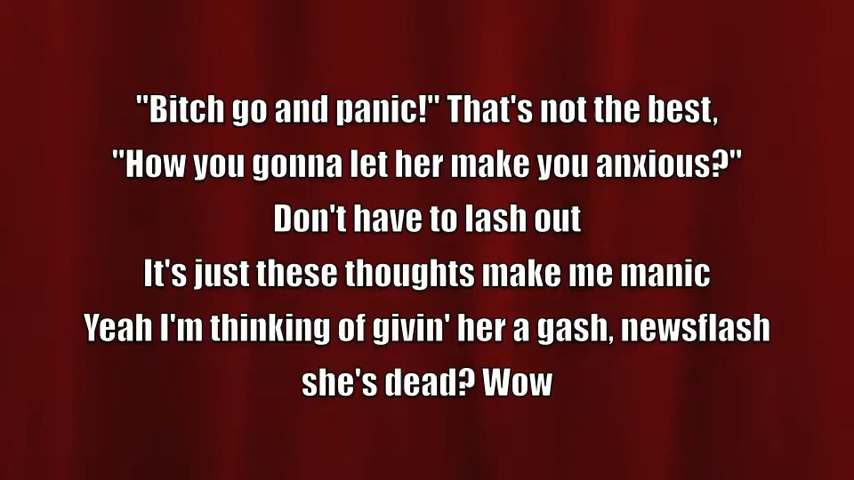 "Bitch go and panic!" That's not the best,
"How you gonna let her make you anxious?"
Don't have to lash out
It's just these thoughts make me manic
Yeah I'm thinking of givin' her a gash, newsflash
she's dead? Wow